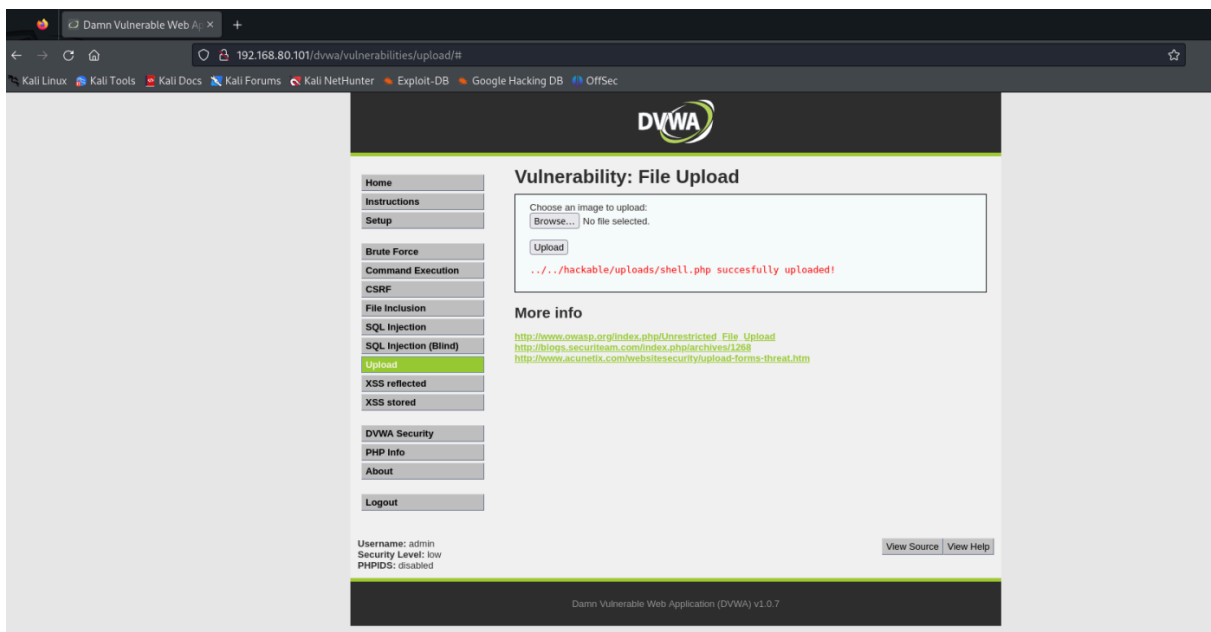 Damn Vulnerable Web Ap
192.168.80.101/dvwa/vulnerabilities/upload/#
Kali Linux Kali Tools Kali Docs Kali Forums Kali NetHunter Exploit-DB Google Hacking DB OffSec
DVWA
Home
Instructions
Setup
Brute Force
Command Execution
CSRF
File Inclusion
SQL Injection
SQL Injection (Blind)
Upload
XSS reflected
XSS stored
DVWA Security
PHP Info
About
Logout
Vulnerability: File Upload
Choose an image to upload:
Browse... No file selected.
Upload
../../hackable/uploads/shell.php succesfully uploaded!
More info
http://www.owasp.org/index.php/Unrestricted_File_Upload
http://blogs.securiteam.com/index.php/archives/1268
http://www.acunetix.com/websitesecurity/upload-forms-threat.htm
Username: admin
Security Level: low
PHPIDS: disabled
View Source View Help
Damn Vulnerable Web Application (DVWA) v1.0.7